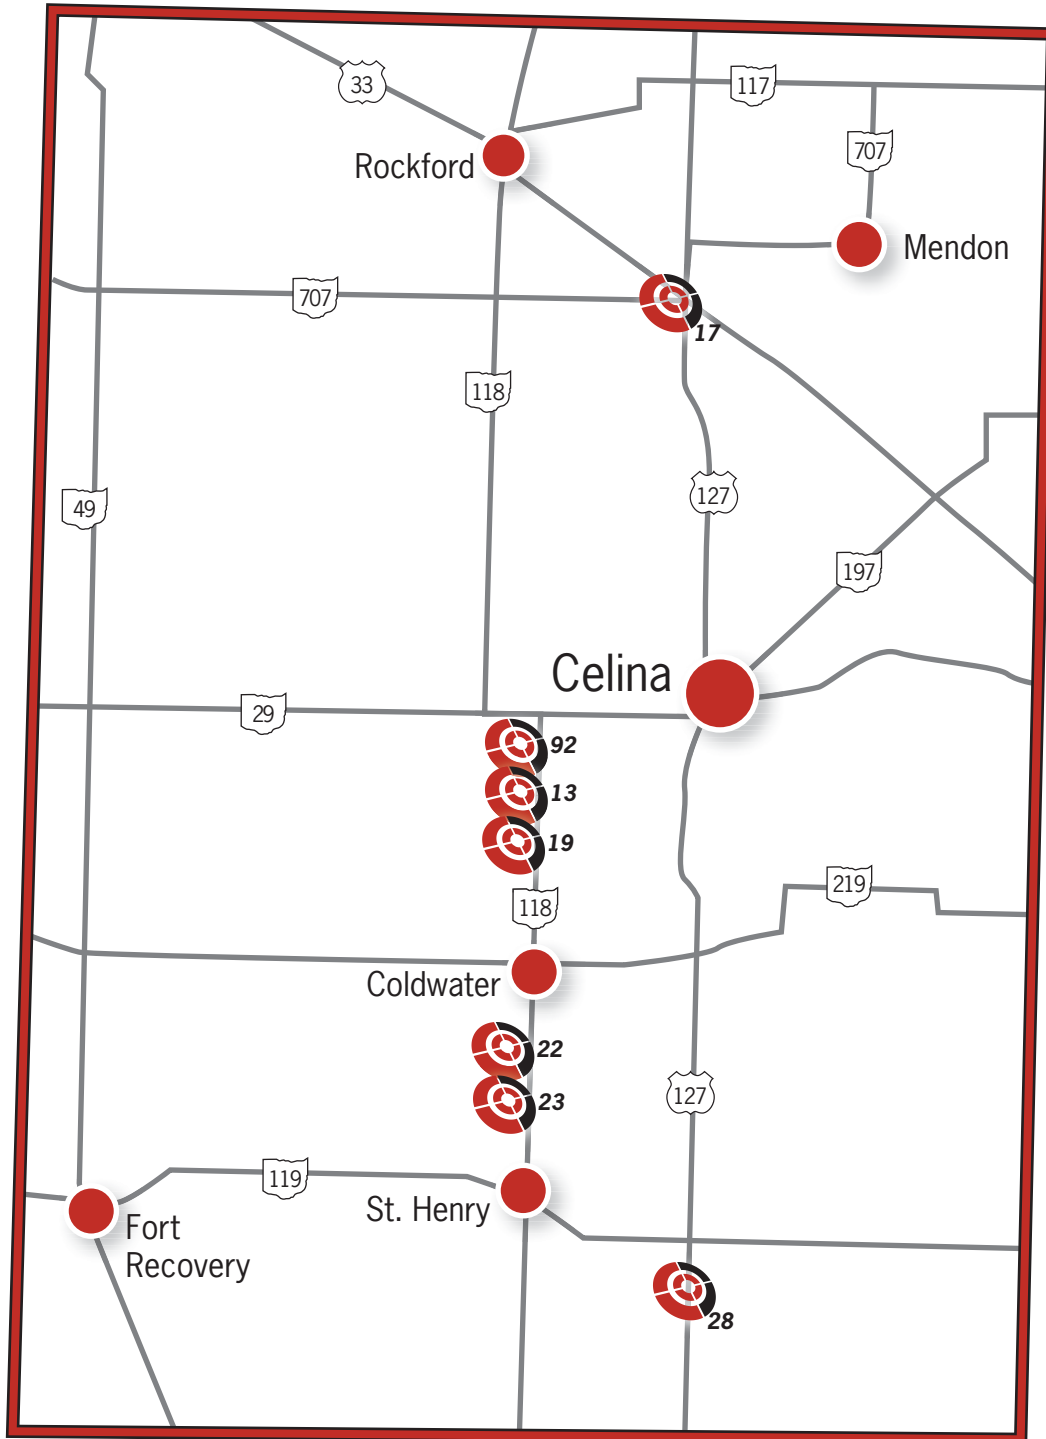 33
117
707
Rockford
Mendon
707
17
118
49
127
197
Celina
29
92
13
19
219
118
Coldwater
22
23
127
119
St. Henry
Fort
Recovery
28